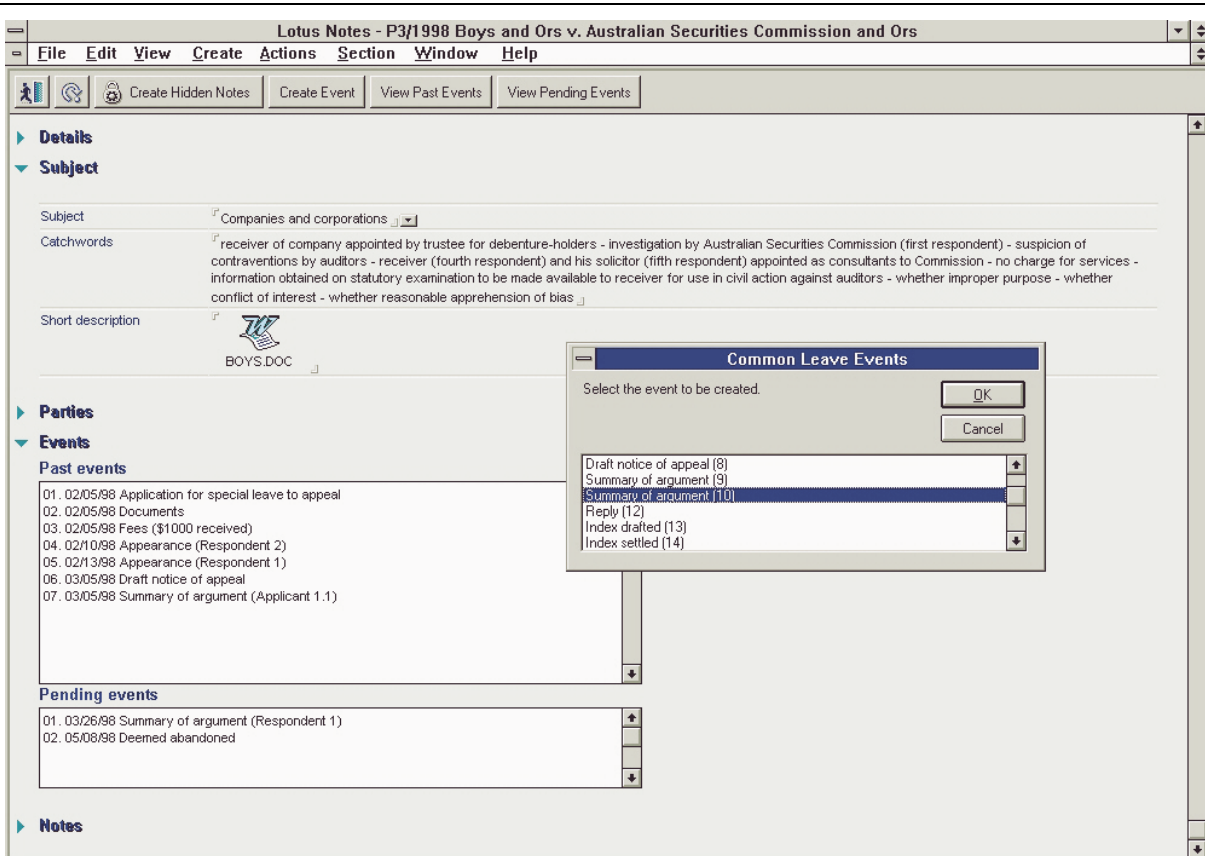 Lotus Notes - P3/1998 Boys and Ors v. Australian Securities Commission and Ors
File Edit View Create Actions Section Window Help
Create Hidden Notes Create Event View Past Events View Pending Events
Details
Subject
Subject Companies and corporations
Catchwords receiver of company appointed by trustee for debenture-holders - investigation by Australian Securities Commission (first respondent) - suspicion of
contraventions by auditors - receiver (fourth respondent) and his solicitor (fifth respondent) appointed as consultants to Commission - no charge for services -
information obtained on statutory examination to be made available to receiver for use in civil action against auditors - whether improper purpose - whether
conflict of interest - whether reasonable apprehension of bias
Short description
BOYS.DOC
Parties
Events
Past events
01. 02/05/98 Application for special leave to appeal
02. 02/05/98 Documents
03. 02/05/98 Fees ($1000 received)
04. 02/10/98 Appearance (Respondent 2)
05. 02/13/98 Appearance (Respondent 1)
06. 03/05/98 Draft notice of appeal
07. 03/05/98 Summary of argument (Applicant 1.1)
Pending events
01. 03/26/98 Summary of argument (Respondent 1)
02. 05/08/98 Deemed abandoned
Notes
Common Leave Events
Select the event to be created.
OK
Cancel
Draft notice of appeal (8)
Summary of argument (9)
Summary of argument (10)
Reply (12)
Index drafted (13)
Index settled (14)